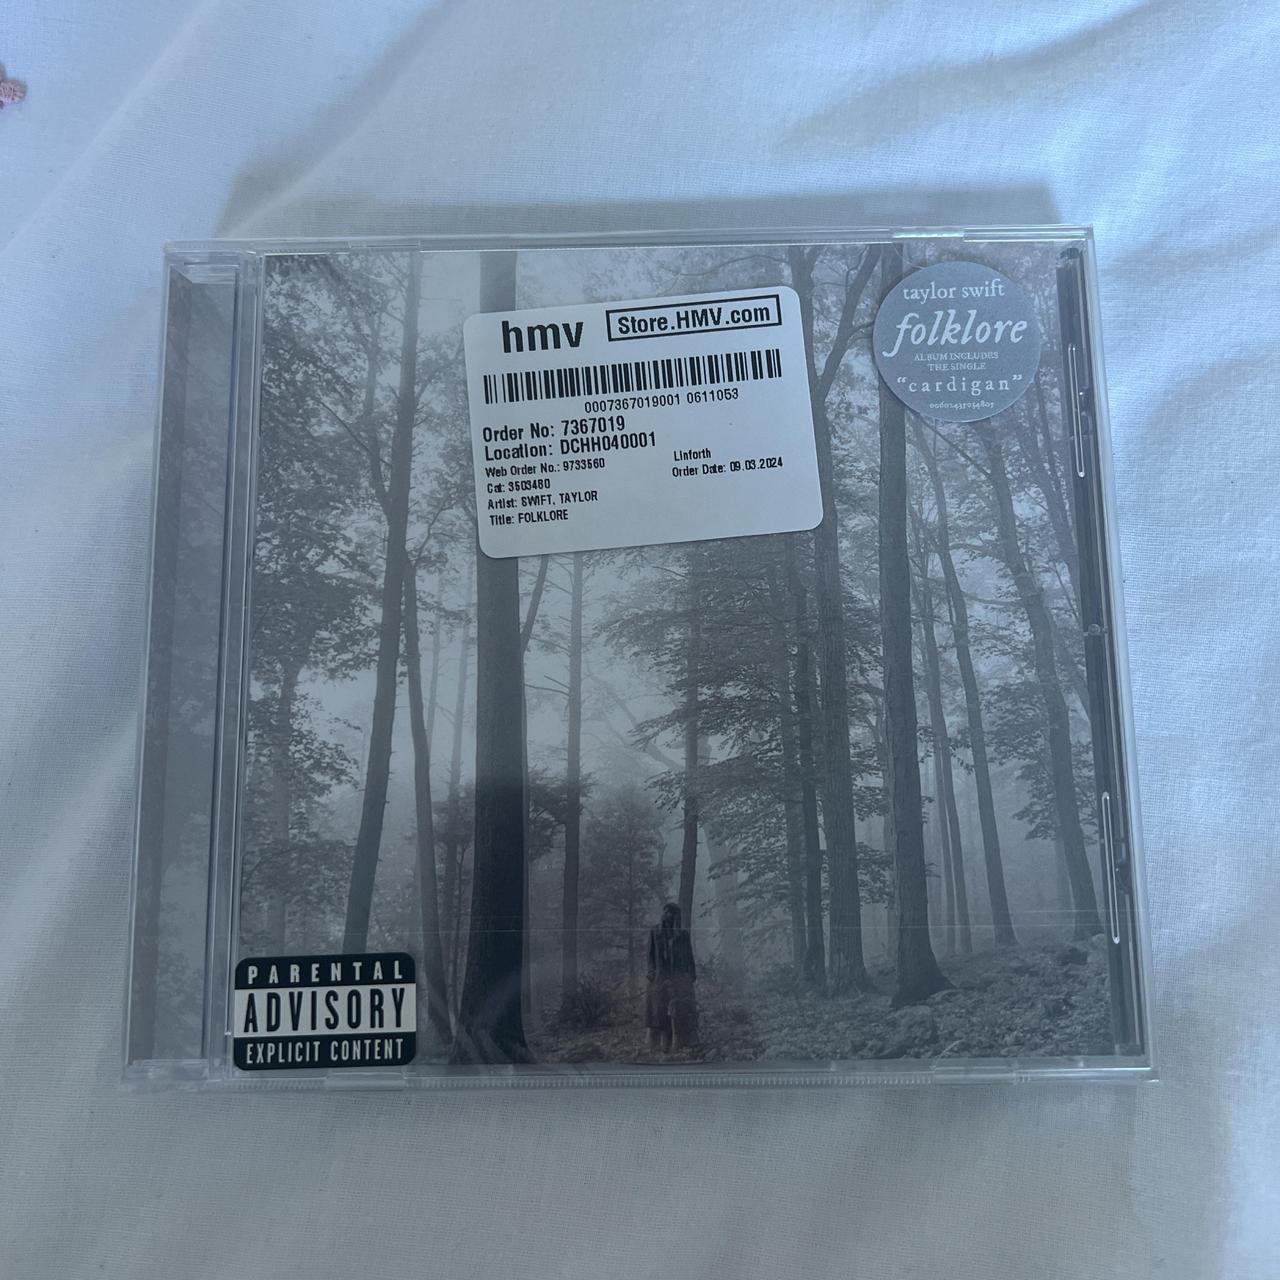 hmv Store.HMV.com
0007367019001 0611053
Order No: 7367019
Location: DCHH040001
Web Order No.: 9733560
Linforth
Cat: 3503480
Order Date: 09.03.2024
Artist: SWIFT, TAYLOR
Title: FOLKLORE
taylor swift
folklore
ALBUM INCLUDES
THE SINGLE
“cardigan”
00602435034805
PARENTAL
ADVISORY
EXPLICIT CONTENT